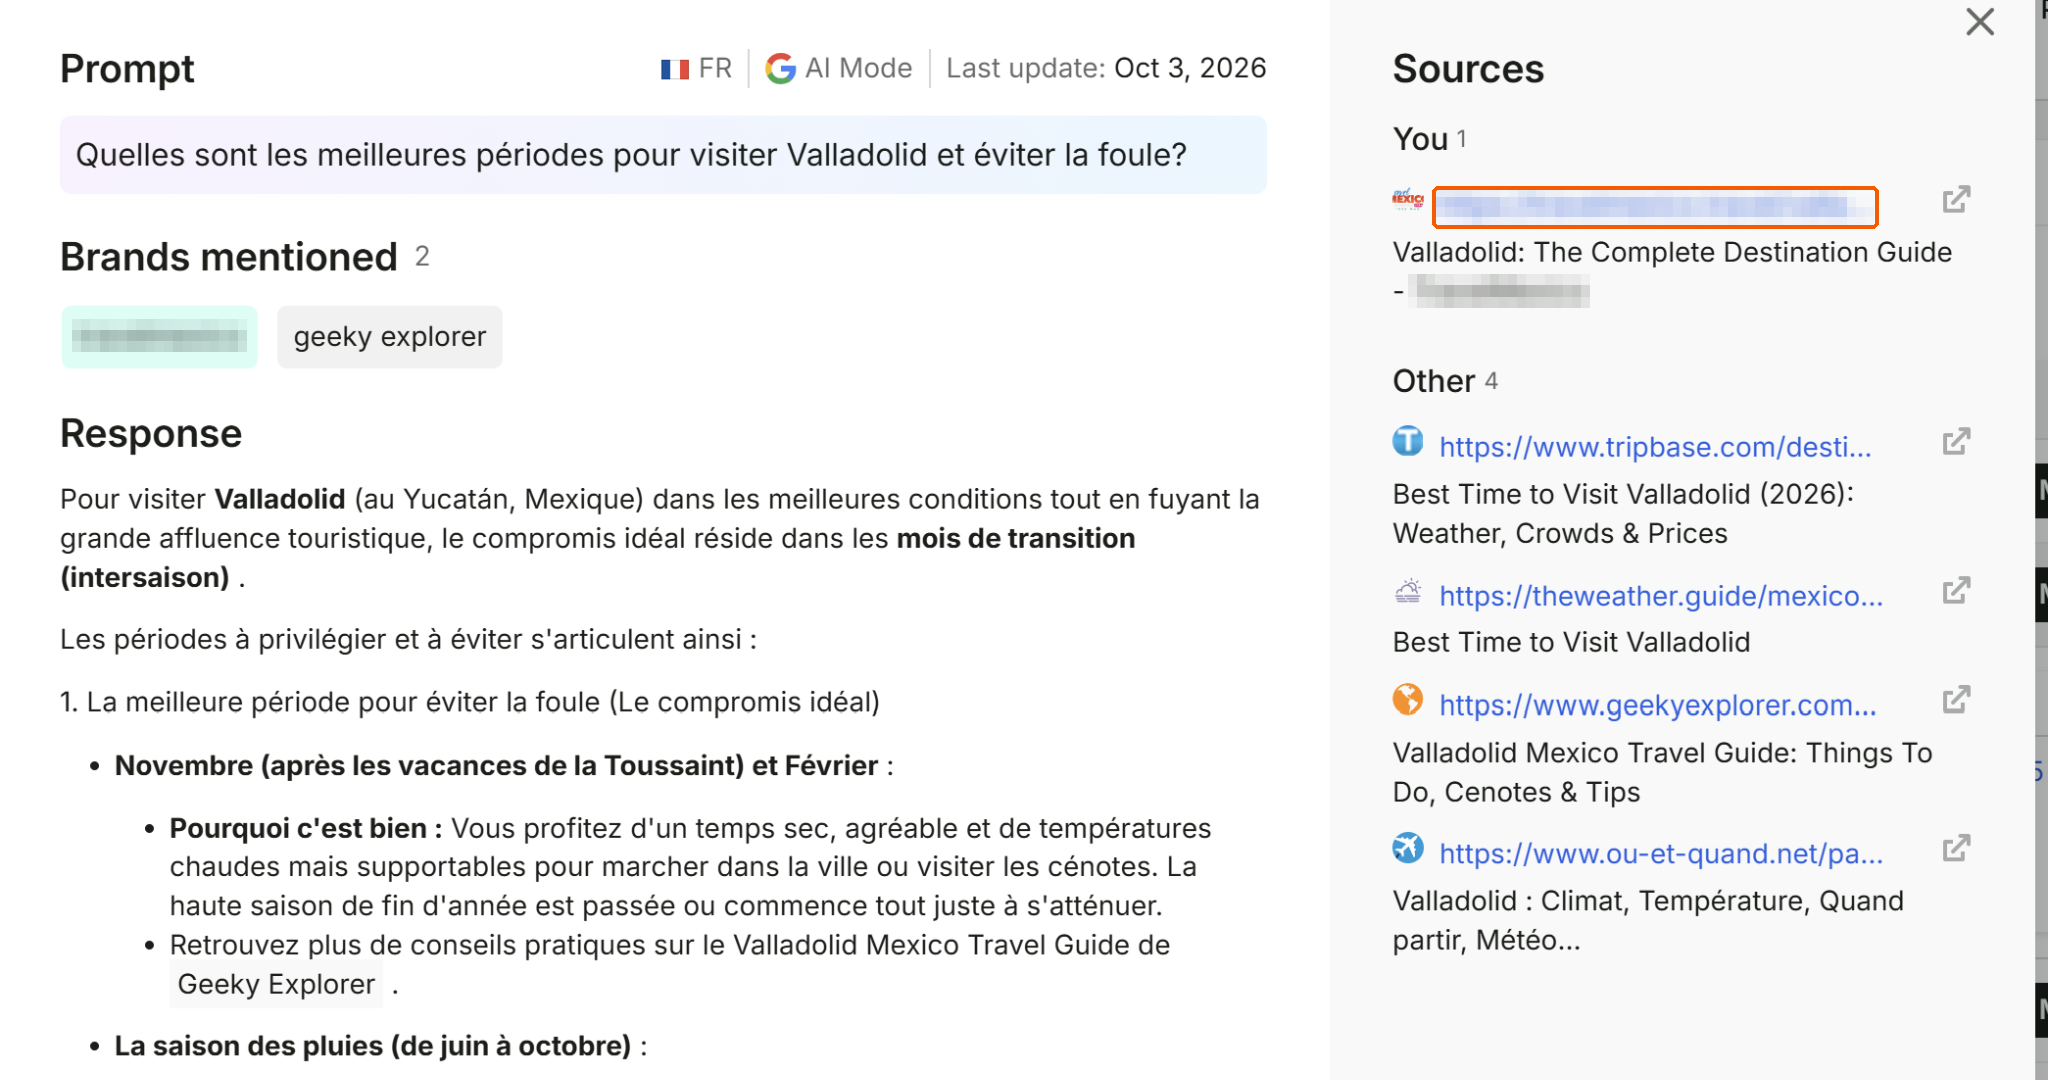 Prompt
FR
AI Mode
Last update: Oct 3, 2026
Quelles sont les meilleures périodes pour visiter Valladolid et éviter la foule?
Brands mentioned 2
geeky explorer
Response
Pour visiter Valladolid (au Yucatán, Mexique) dans les meilleures conditions tout en fuyant la
grande affluence touristique, le compromis idéal réside dans les mois de transition
(intersaison) .
Les périodes à privilégier et à éviter s'articulent ainsi :
1. La meilleure période pour éviter la foule (Le compromis idéal)
• Novembre (après les vacances de la Toussaint) et Février :
• Pourquoi c'est bien : Vous profitez d'un temps sec, agréable et de températures
chaudes mais supportables pour marcher dans la ville ou visiter les cénotes. La
haute saison de fin d'année est passée ou commence tout juste à s'atténuer.
• Retrouvez plus de conseils pratiques sur le Valladolid Mexico Travel Guide de
Geeky Explorer .
• La saison des pluies (de juin à octobre) :
Sources
You 1
Valladolid: The Complete Destination Guide
-
Other 4
https://www.tripbase.com/desti...
Best Time to Visit Valladolid (2026):
Weather, Crowds & Prices
https://theweather.guide/mexico...
Best Time to Visit Valladolid
https://www.geekyexplorer.com...
Valladolid Mexico Travel Guide: Things To
Do, Cenotes & Tips
https://www.ou-et-quand.net/pa...
Valladolid : Climat, Température, Quand
partir, Météo...